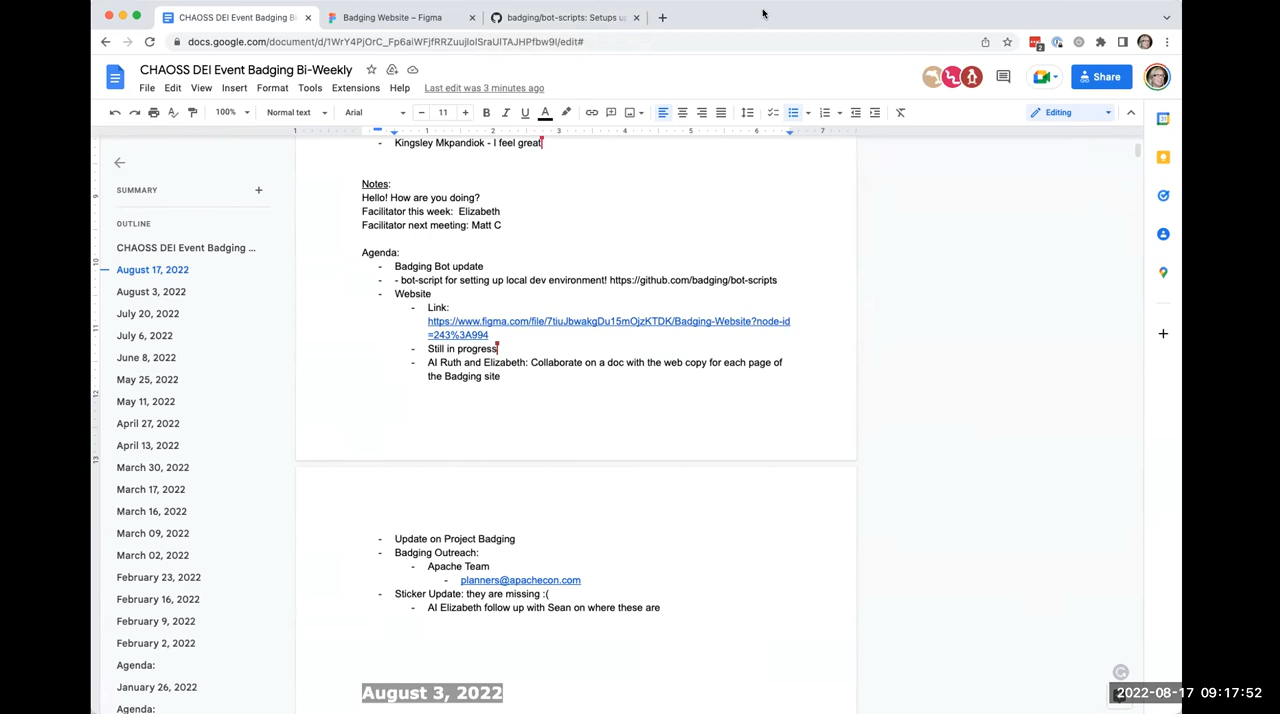 CHAOSS DEI Event Badging Bi
Badging Website – Figma
badging/bot-scripts: Setups u
docs.google.com/document/d/1WrY4PjOrC_Fp6aiWFjfRRZuujloISraUlTAJHPfbw9I/edit#
2
CHAOSS DEI Event Badging Bi-Weekly
File Edit View Insert Format Tools Extensions Help Last edit was 3 minutes ago
Share
100% Normal text Arial 11 B I U A Editing
1 1 2 3 4 5 6 7
Kingsley Mkpandiok - I feel great
Notes:
Hello! How are you doing?
Facilitator this week: Elizabeth
Facilitator next meeting: Matt C
Agenda:
- Badging Bot update
- - bot-script for setting up local dev environment! https://github.com/badging/bot-scripts
- Website
- Link:
https://www.figma.com/file/7tiuJbwakgDu15mOjzKTDK/Badging-Website?node-id
=243%3A994
- Still in progress
- AI Ruth and Elizabeth: Collaborate on a doc with the web copy for each page of
the Badging site
- Update on Project Badging
- Badging Outreach:
- Apache Team
- planners@apachecon.com
- Sticker Update: they are missing :(
- AI Elizabeth follow up with Sean on where these are
August 3, 2022
SUMMARY
OUTLINE
CHAOSS DEI Event Badging ...
August 17, 2022
August 3, 2022
July 20, 2022
July 6, 2022
June 8, 2022
May 25, 2022
May 11, 2022
April 27, 2022
April 13, 2022
March 30, 2022
March 17, 2022
March 16, 2022
March 09, 2022
March 02, 2022
February 23, 2022
February 16, 2022
February 9, 2022
February 2, 2022
Agenda:
January 26, 2022
Agenda:
2022-08-17 09:17:52